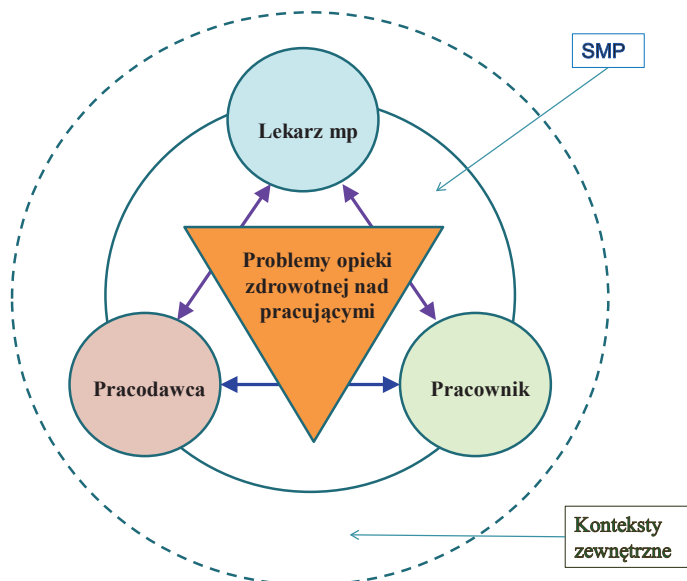 SMP
Lekarz mp
Problemy opieki
zdrowotnej nad
pracującymi
Pracodawca
Pracownik
Konteksty
zewnętrzne